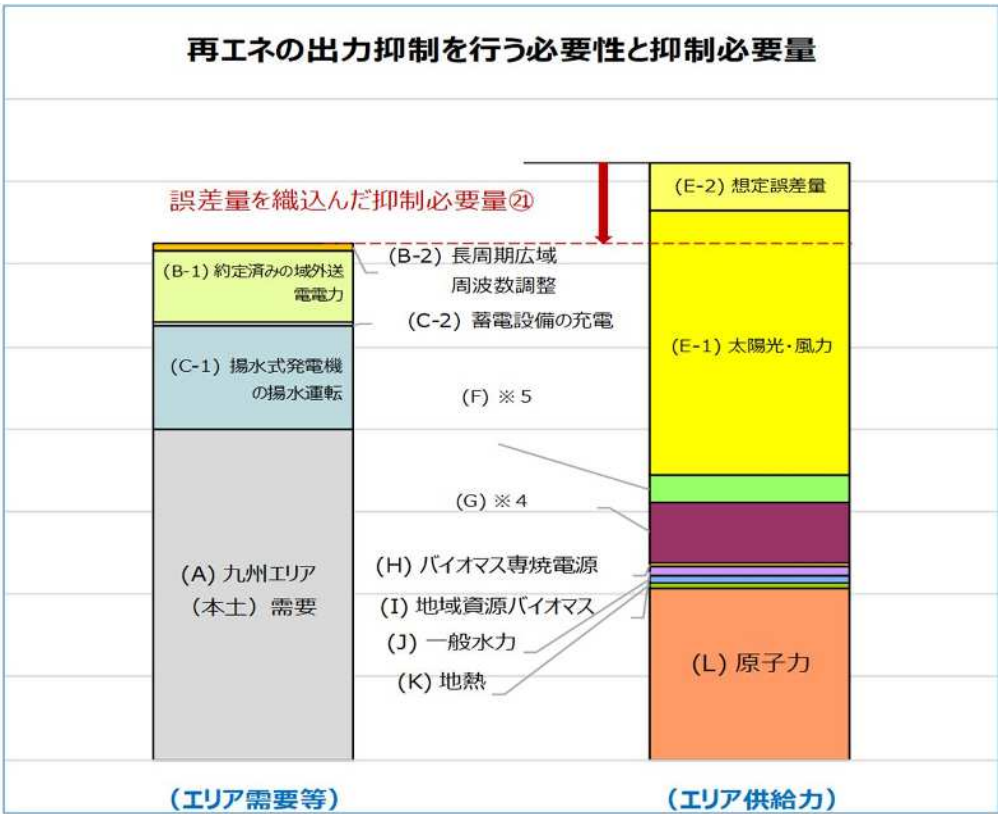 再エネの出力抑制を行う必要性と抑制必要量
誤差量を織込んだ抑制必要量㉑
(E-2) 想定誤差量
(B-2) 長周期広域
周波数調整
(B-1) 約定済みの域外送
電電力
(C-2) 蓄電設備の充電
(E-1) 太陽光・風力
(C-1) 揚水式発電機
の揚水運転
(F) ※5
(G) ※4
(H) バイオマス専焼電源
(A) 九州エリア
（本土）需要
(I) 地域資源バイオマス
(J) 一般水力
(K) 地熱
(L) 原子力
（エリア需要等）
（エリア供給力）